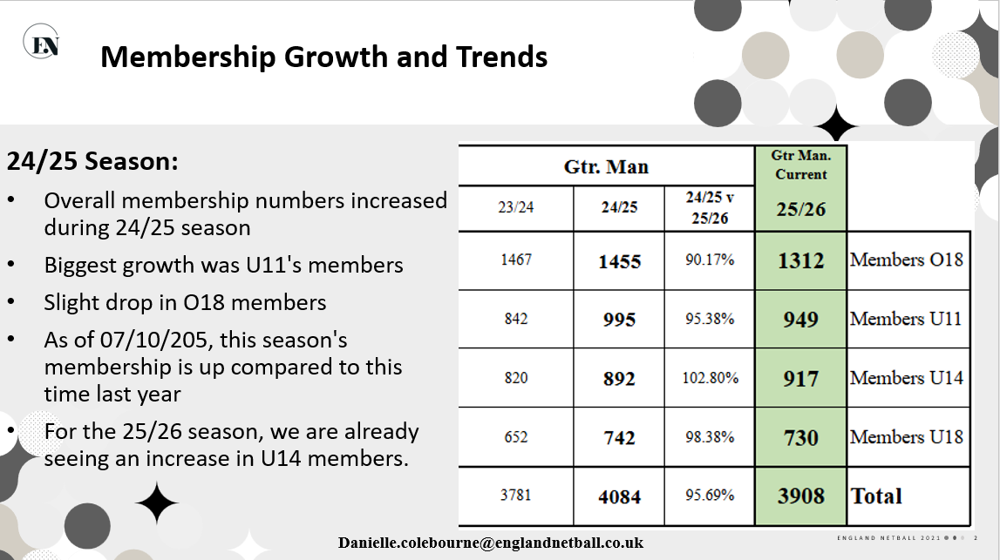 EN
Membership Growth and Trends
24/25 Season:
• Overall membership numbers increased
during 24/25 season
• Biggest growth was U11's members
• Slight drop in O18 members
• As of 07/10/205, this season's
membership is up compared to this
time last year
• For the 25/26 season, we are already
seeing an increase in U14 members.
Gtr. Man
Gtr Man.
Current
23/24 24/25 24/25 v
25/26 25/26
1467 1455 90.17% 1312 Members O18
842 995 95.38% 949 Members U11
820 892 102.80% 917 Members U14
652 742 98.38% 730 Members U18
3781 4084 95.69% 3908 Total
Danielle.colebourne@englandnetball.co.uk
ENGLAND NETBALL 2021 2